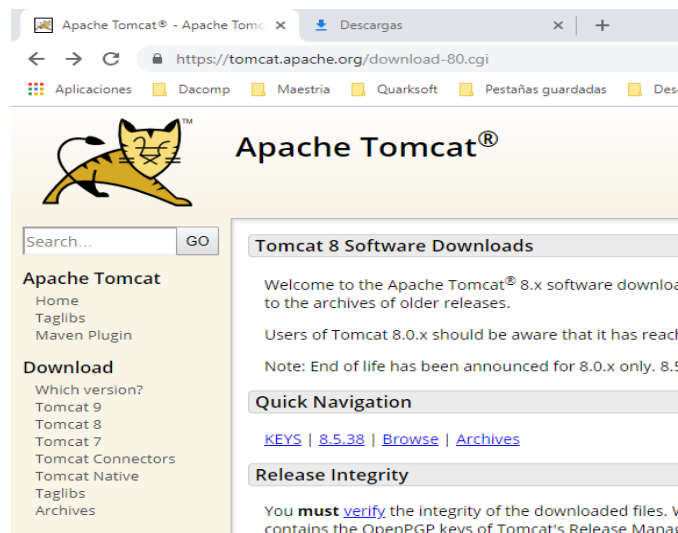 Apache Tomcat® - Apache Tomc
Descargas
https://tomcat.apache.org/download-80.cgi
Aplicaciones Dacomp Maestria Quarksoft Pestañas guardadas Des
TM
Apache Tomcat®
Search... GO
Apache Tomcat
Home
Taglibs
Maven Plugin
Download
Which version?
Tomcat 9
Tomcat 8
Tomcat 7
Tomcat Connectors
Tomcat Native
Taglibs
Archives
Tomcat 8 Software Downloads
Welcome to the Apache Tomcat® 8.x software downloa
to the archives of older releases.
Users of Tomcat 8.0.x should be aware that it has reach
Note: End of life has been announced for 8.0.x only. 8.5
Quick Navigation
KEYS | 8.5.38 | Browse | Archives
Release Integrity
You must verify the integrity of the downloaded files. W
contains the OpenPGP keys of Tomcat's Release Manag